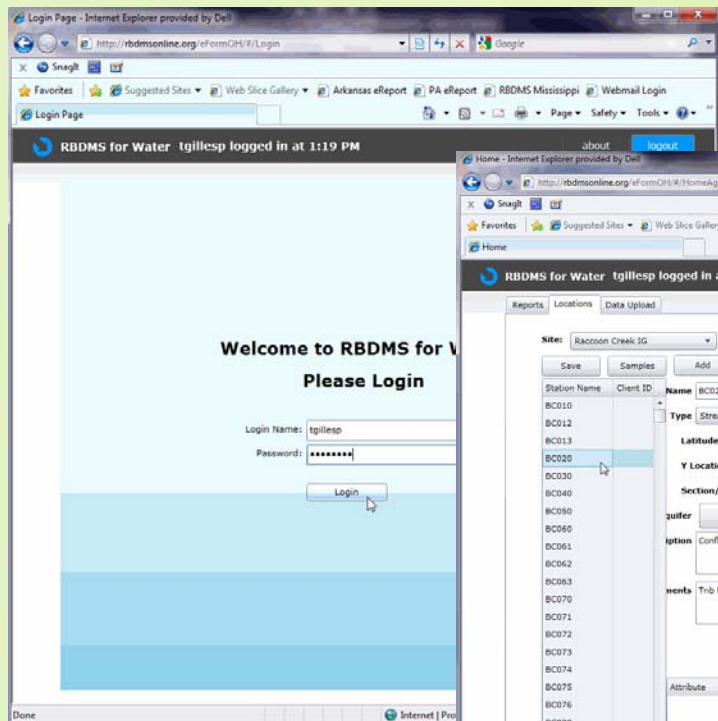 Login Page - Internet Explorer provided by Dell
http://rbdmsonline.org/eFormOH/#/Login
Google
X SnagIt
Favorites Suggested Sites Web Slice Gallery Arkansas eReport PA eReport RBDMS Mississippi Webmail Login
Login Page
Page Safety Tools
RBDMS for Water tgillesp logged in at 1:19 PM
about logout
Welcome to RBDMS for
Please Login
Login Name: tgillesp
Password: ••••••••
Login
Done
Internet | Pro
Home - Internet Explorer provided by Dell
http://rbdmsonline.org/eFormOH/#/HomeAg
X SnagIt
Favorites Suggested Sites Web Slice Gallery
Home
RBDMS for Water tgillesp logged in
Reports Locations Data Upload
Site: Raccoon Creek IG
Save Samples Add
Station Name Client ID Name BC02
BC010
Type Stre
BC012
BC013 Latitude
BC020
Y Locati
BC030
BC040 Section/
BC050
quifer
BC060
BC061 iption Conf
BC062
BC063
ments Trib
BC070
BC071
BC072
BC073
BC074
BC075 Attribute
BC076